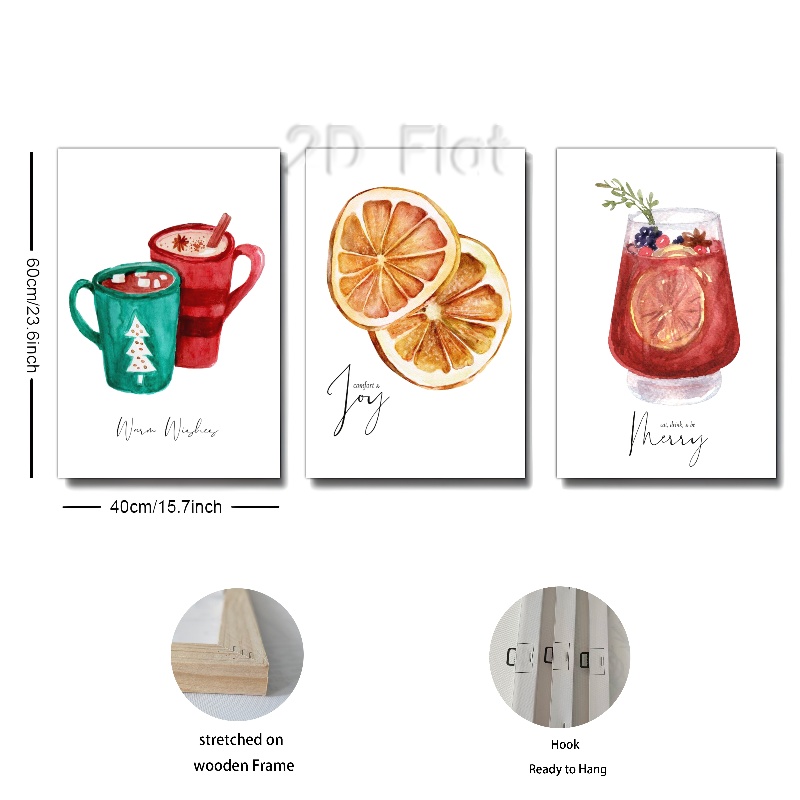 2D Flat
60cm/23.6inch
40cm/15.7inch
Warm Wishes
comfort &
Joy
eat, drink, & be
Merry
stretched on
wooden Frame
Hook
Ready to Hang